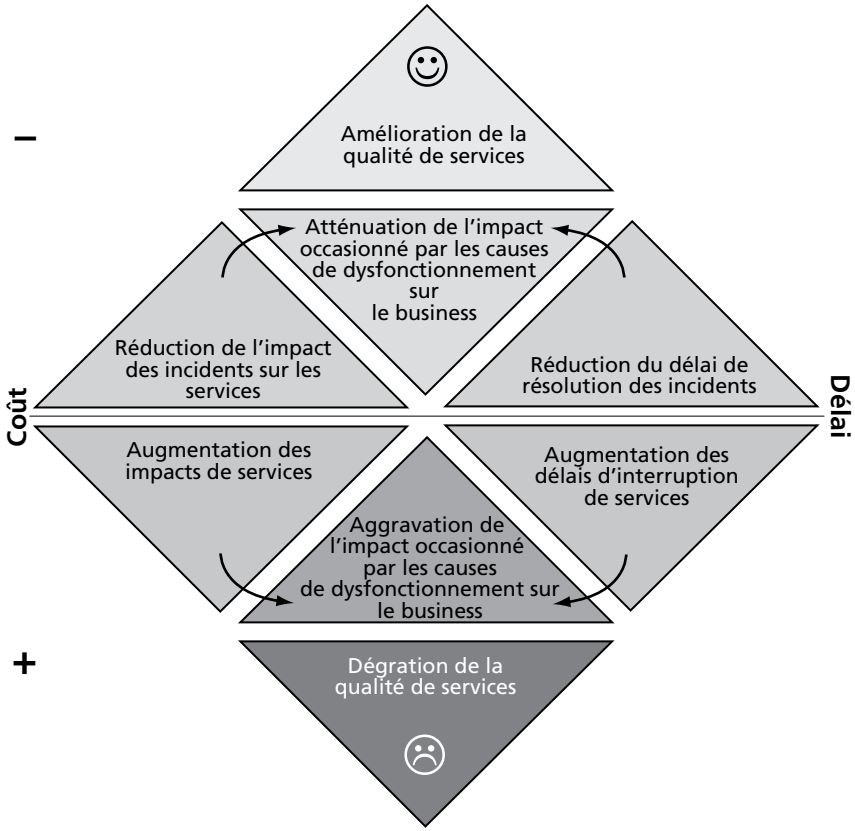 –
Amélioration de la
qualité de services
Atténuation de l'impact
occasionné par les causes
de dysfonctionnement
sur
le business
Réduction de l'impact
des incidents sur les
services
Réduction du délai de
résolution des incidents
Coût
Délai
Augmentation des
impacts de services
Augmentation des
délais d'interruption
de services
Aggravation de
l'impact occasionné
par les causes
de dysfonctionnement sur
le business
+
Dégration de la
qualité de services